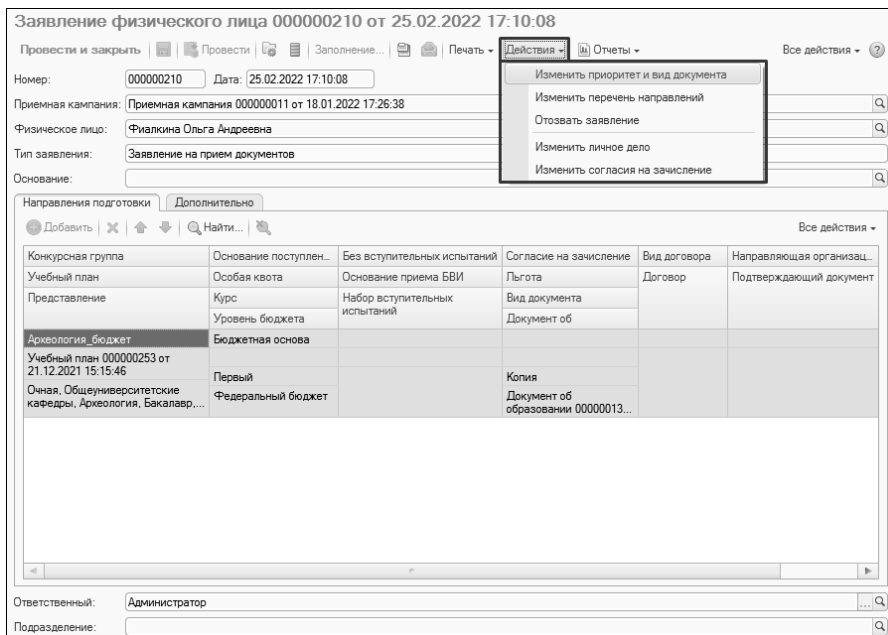 Заявление физического лица 000000210 от 25.02.2022 17:10:08
Провести и закрыть Провести Заполнение... Печать Действия Отчеты Все действия
Номер: 000000210 Дата: 25.02.2022 17:10:08
Изменить приоритет и вид документа
Приемная кампания: Приемная кампания 000000011 от 18.01.2022 17:26:38
Изменить перечень направлений
Физическое лицо: Фиалкина Ольга Андреевна
Отозвать заявление
Тип заявления: Заявление на прием документов
Изменить личное дело
Основание:
Изменить согласия на зачисление
Направления подготовки Дополнительно
Добавить Найти... Все действия
Конкурсная группа Основание поступлен... Без вступительных испытаний Согласие на зачисление Вид договора Направляющая организац...
Учебный план Особая квота Основание приема БВИ Льгота Договор Подтверждающий документ
Представление Курс Набор вступительных испытаний Вид документа
Уровень бюджета Документ об
Археология_бюджет Бюджетная основа
Учебный план 000000253 от
21.12.2021 15:15:46 Первый Копия
Очная, Общеуниверситетские Федеральный бюджет Документ об
кафедры, Археология, Бакалавр,... образовании 00000013...
Ответственный: Администратор
Подразделение: